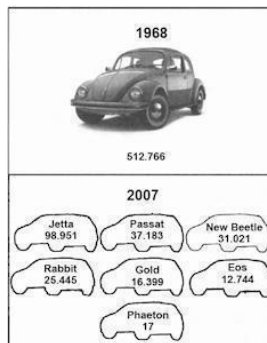 1968
512.766
2007
Jetta
98.951
Passat
37.183
New Beetle
31.021
Rabbit
25.445
Gold
16.399
Eos
12.744
Phaeton
17